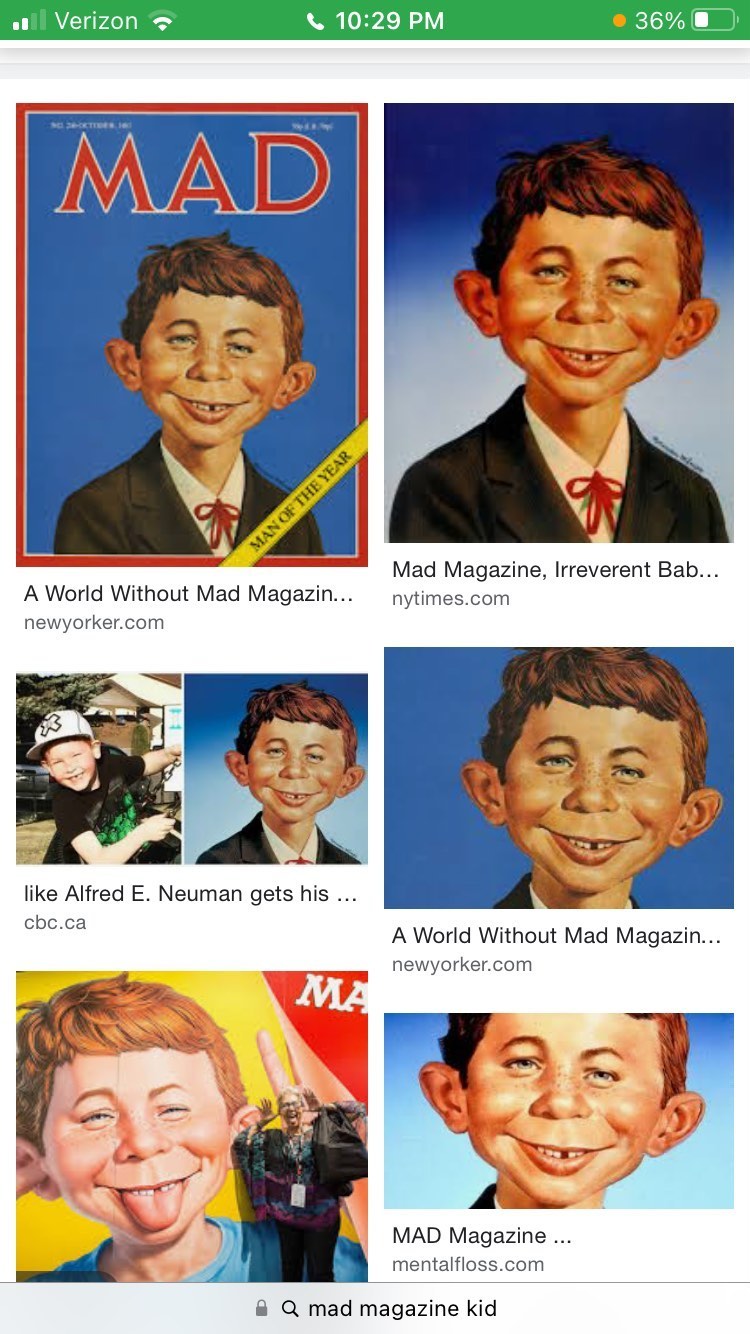 Verizon 10:29 PM 36%
MAD
MAN OF THE YEAR
A World Without Mad Magazin...
newyorker.com
Mad Magazine, Irreverent Bab...
nytimes.com
like Alfred E. Neuman gets his ...
cbc.ca
A World Without Mad Magazin...
newyorker.com
MA
MAD Magazine ...
mentalfloss.com
mad magazine kid